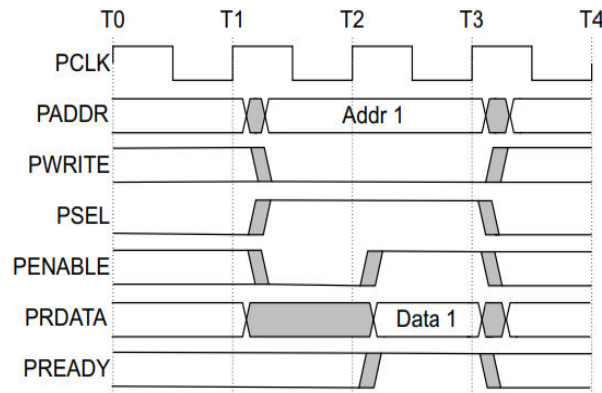 T0 T1 T2 T3 T4
PCLK
PADDR Addr 1
PWRITE
PSEL
PENABLE
PRDATA Data 1
PREADY